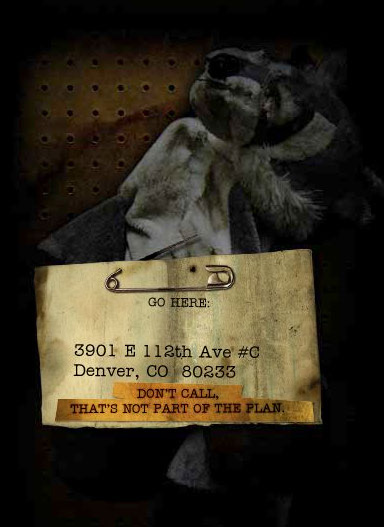 GO HERE:
3901 E 112th Ave #C
Denver, CO 80233
DON'T CALL,
THAT'S NOT PART OF THE PLAN.